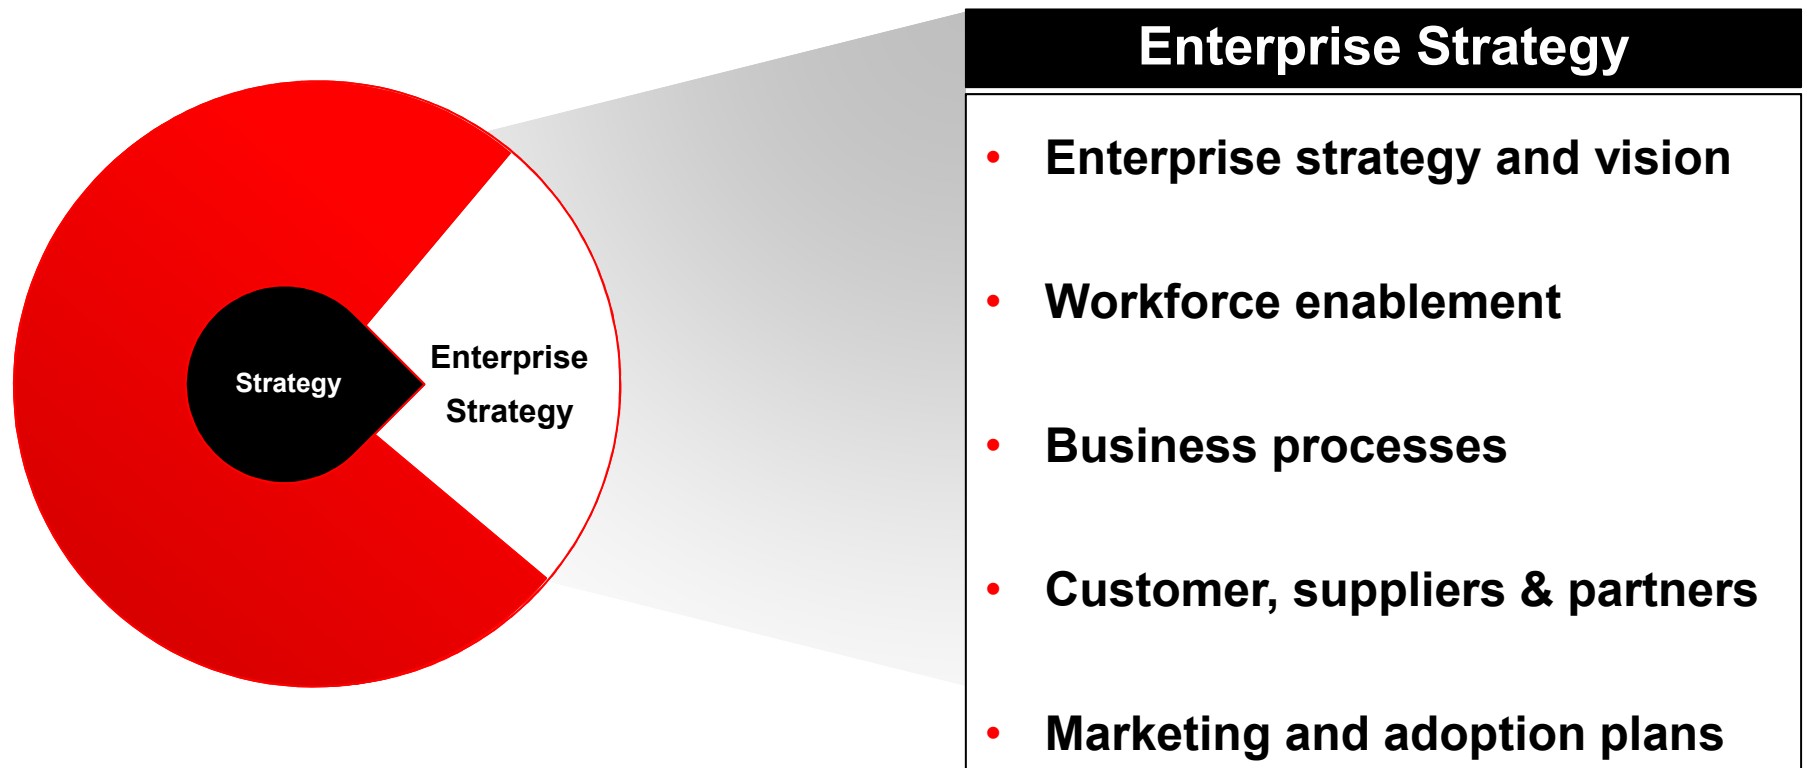 Strategy
Enterprise
Strategy
Enterprise Strategy
• Enterprise strategy and vision
• Workforce enablement
• Business processes
• Customer, suppliers & partners
• Marketing and adoption plans